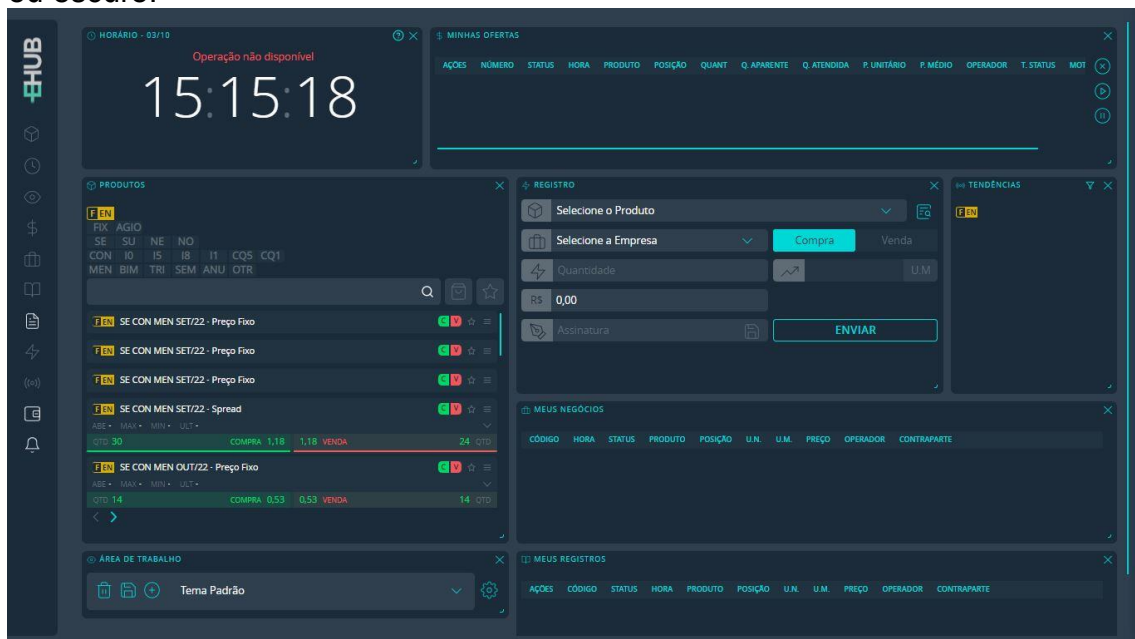 ou escuro.
EHUB
HORÁRIO - 03/10
Operação não disponível
15:15:18
$ MINHAS OFERTAS
AÇÕES NÚMERO STATUS HORA PRODUTO POSIÇÃO QUANT Q. APARENTE Q. ATENDIDA P. UNITÁRIO P. MÉDIO OPERADOR T. STATUS MOT
PRODUTOS
F EN
FIX AGIO
SE SU NE NO
CON I0 I5 I8 I1 CQ5 CQ1
MEN BIM TRI SEM ANU OTR
F EN SE CON MEN SET/22 - Preço Fixo C V
F EN SE CON MEN SET/22 - Preço Fixo C V
F EN SE CON MEN SET/22 - Preço Fixo C V
F EN SE CON MEN SET/22 - Spread C V
ABE - MAX - MIN - ULT -
QTD 30 COMPRA 1,18 1,18 VENDA 24 QTD
F EN SE CON MEN OUT/22 - Preço Fixo C V
ABE - MAX - MIN - ULT -
QTD 14 COMPRA 0,53 0,53 VENDA 14 QTD
REGISTRO
Selecione o Produto
Selecione a Empresa
Compra Venda
Quantidade
U.M
R$ 0,00
Assinatura
ENVIAR
TENDÊNCIAS
F EN
MEUS NEGÓCIOS
CÓDIGO HORA STATUS PRODUTO POSIÇÃO U.N. U.M. PREÇO OPERADOR CONTRAPARTE
ÁREA DE TRABALHO
Tema Padrão
MEUS REGISTROS
AÇÕES CÓDIGO STATUS HORA PRODUTO POSIÇÃO U.N. U.M. PREÇO OPERADOR CONTRAPARTE